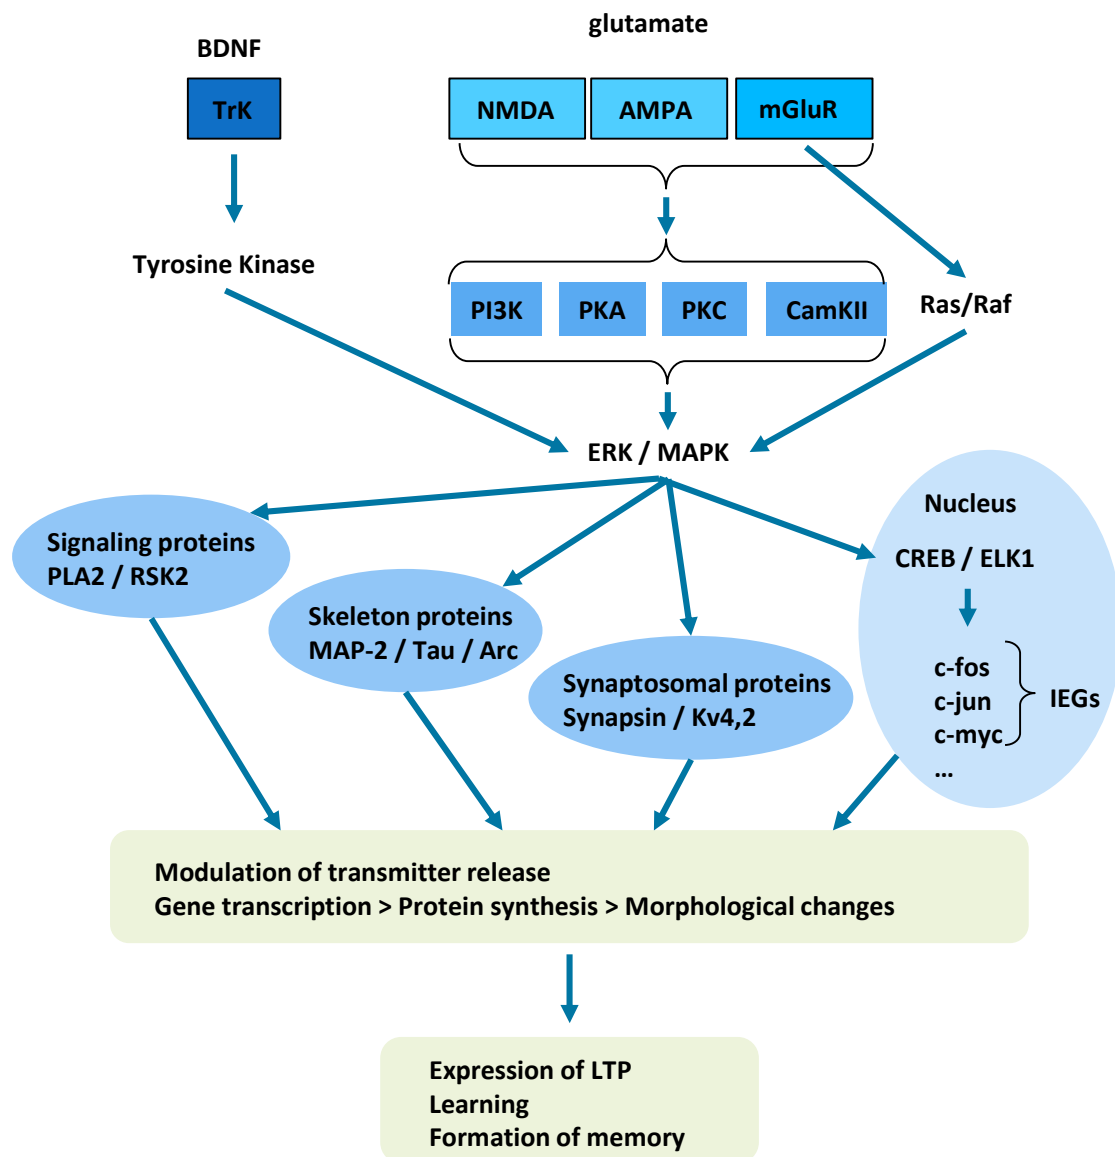 glutamate
BDNF
TrK
NMDA
AMPA
mGluR
Tyrosine Kinase
PI3K
PKA
PKC
CamKII
Ras/Raf
ERK / MAPK
Signaling proteins
PLA2 / RSK2
Skeleton proteins
MAP-2 / Tau / Arc
Synaptosomal proteins
Synapsin / Kv4,2
Nucleus
CREB / ELK1
c-fos
c-jun
c-myc
...
IEGs
Modulation of transmitter release
Gene transcription > Protein synthesis > Morphological changes
Expression of LTP
Learning
Formation of memory